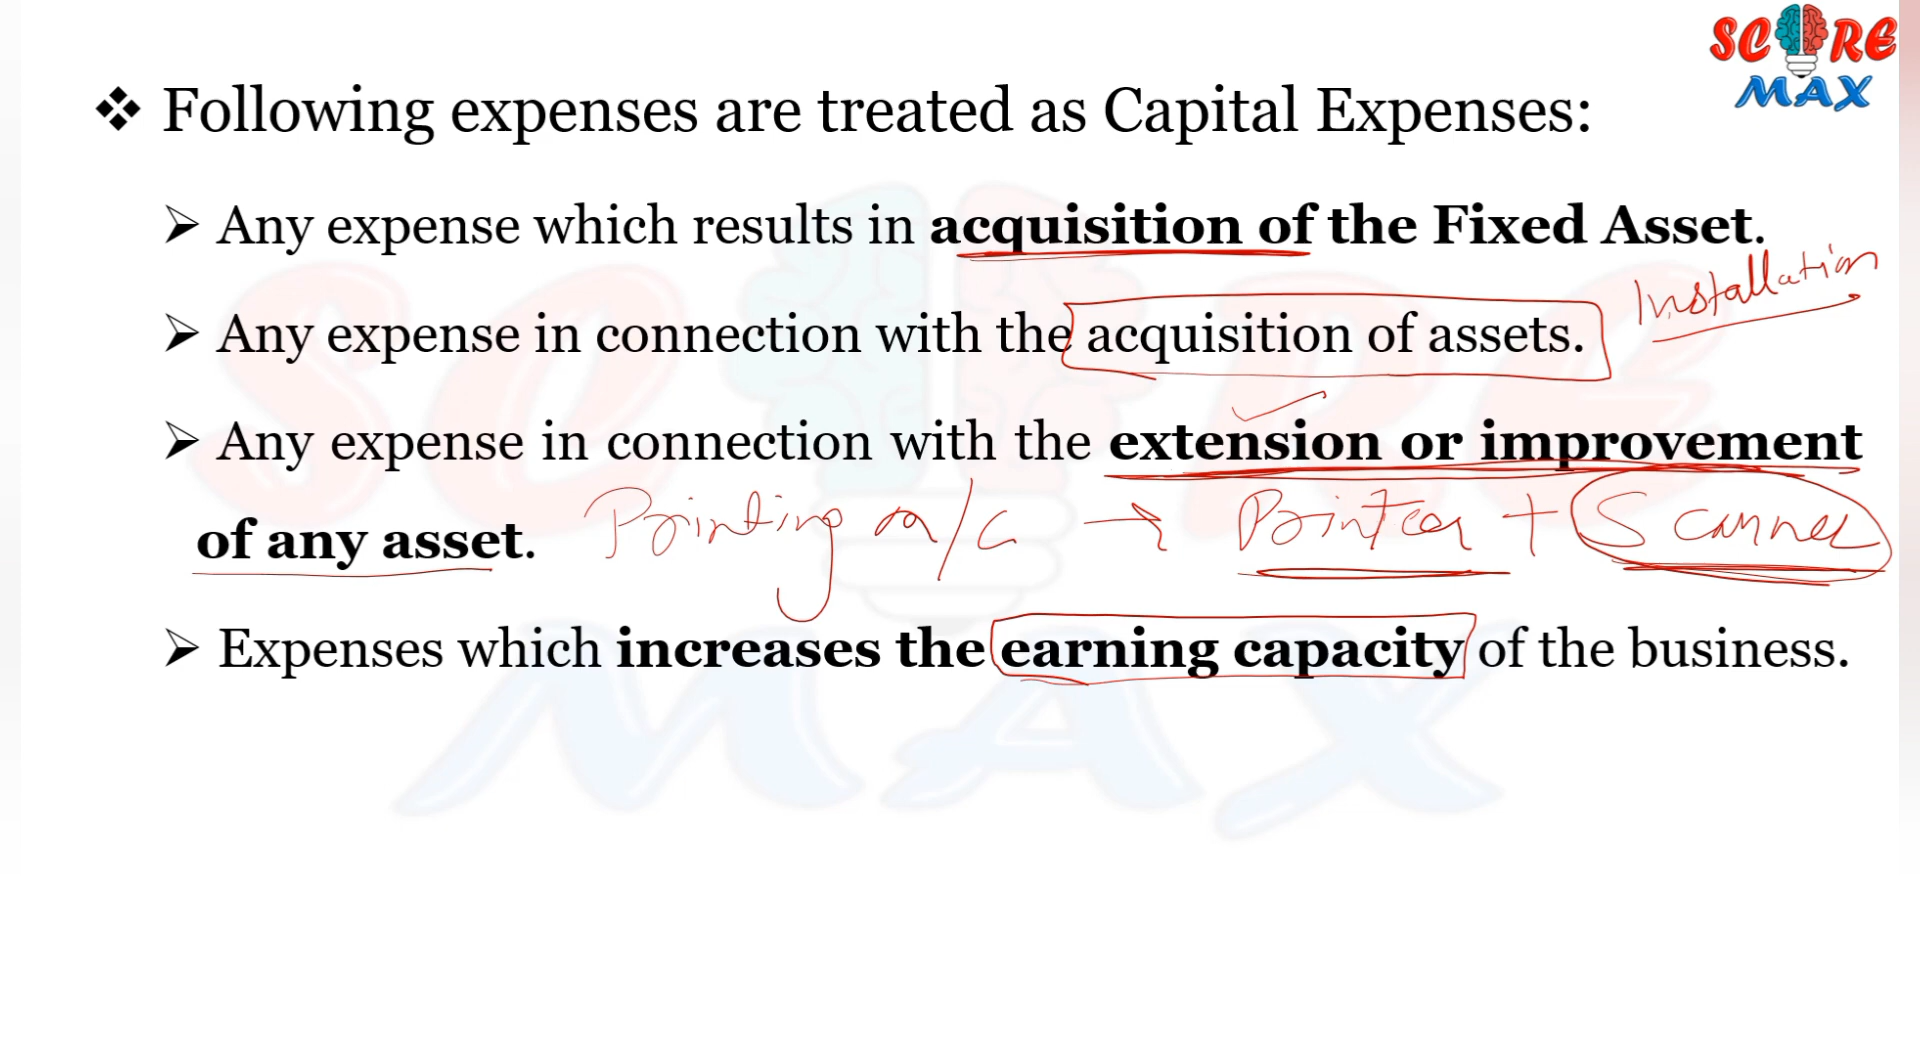 SCORE
MAX
❖ Following expenses are treated as Capital Expenses:
➢ Any expense which results in acquisition of the Fixed Asset.
Installation
➢ Any expense in connection with the acquisition of assets.
➢ Any expense in connection with the extension or improvement
of any asset. Printing m/c → Printer + Scanner
➢ Expenses which increases the earning capacity of the business.
SCORE
MAX